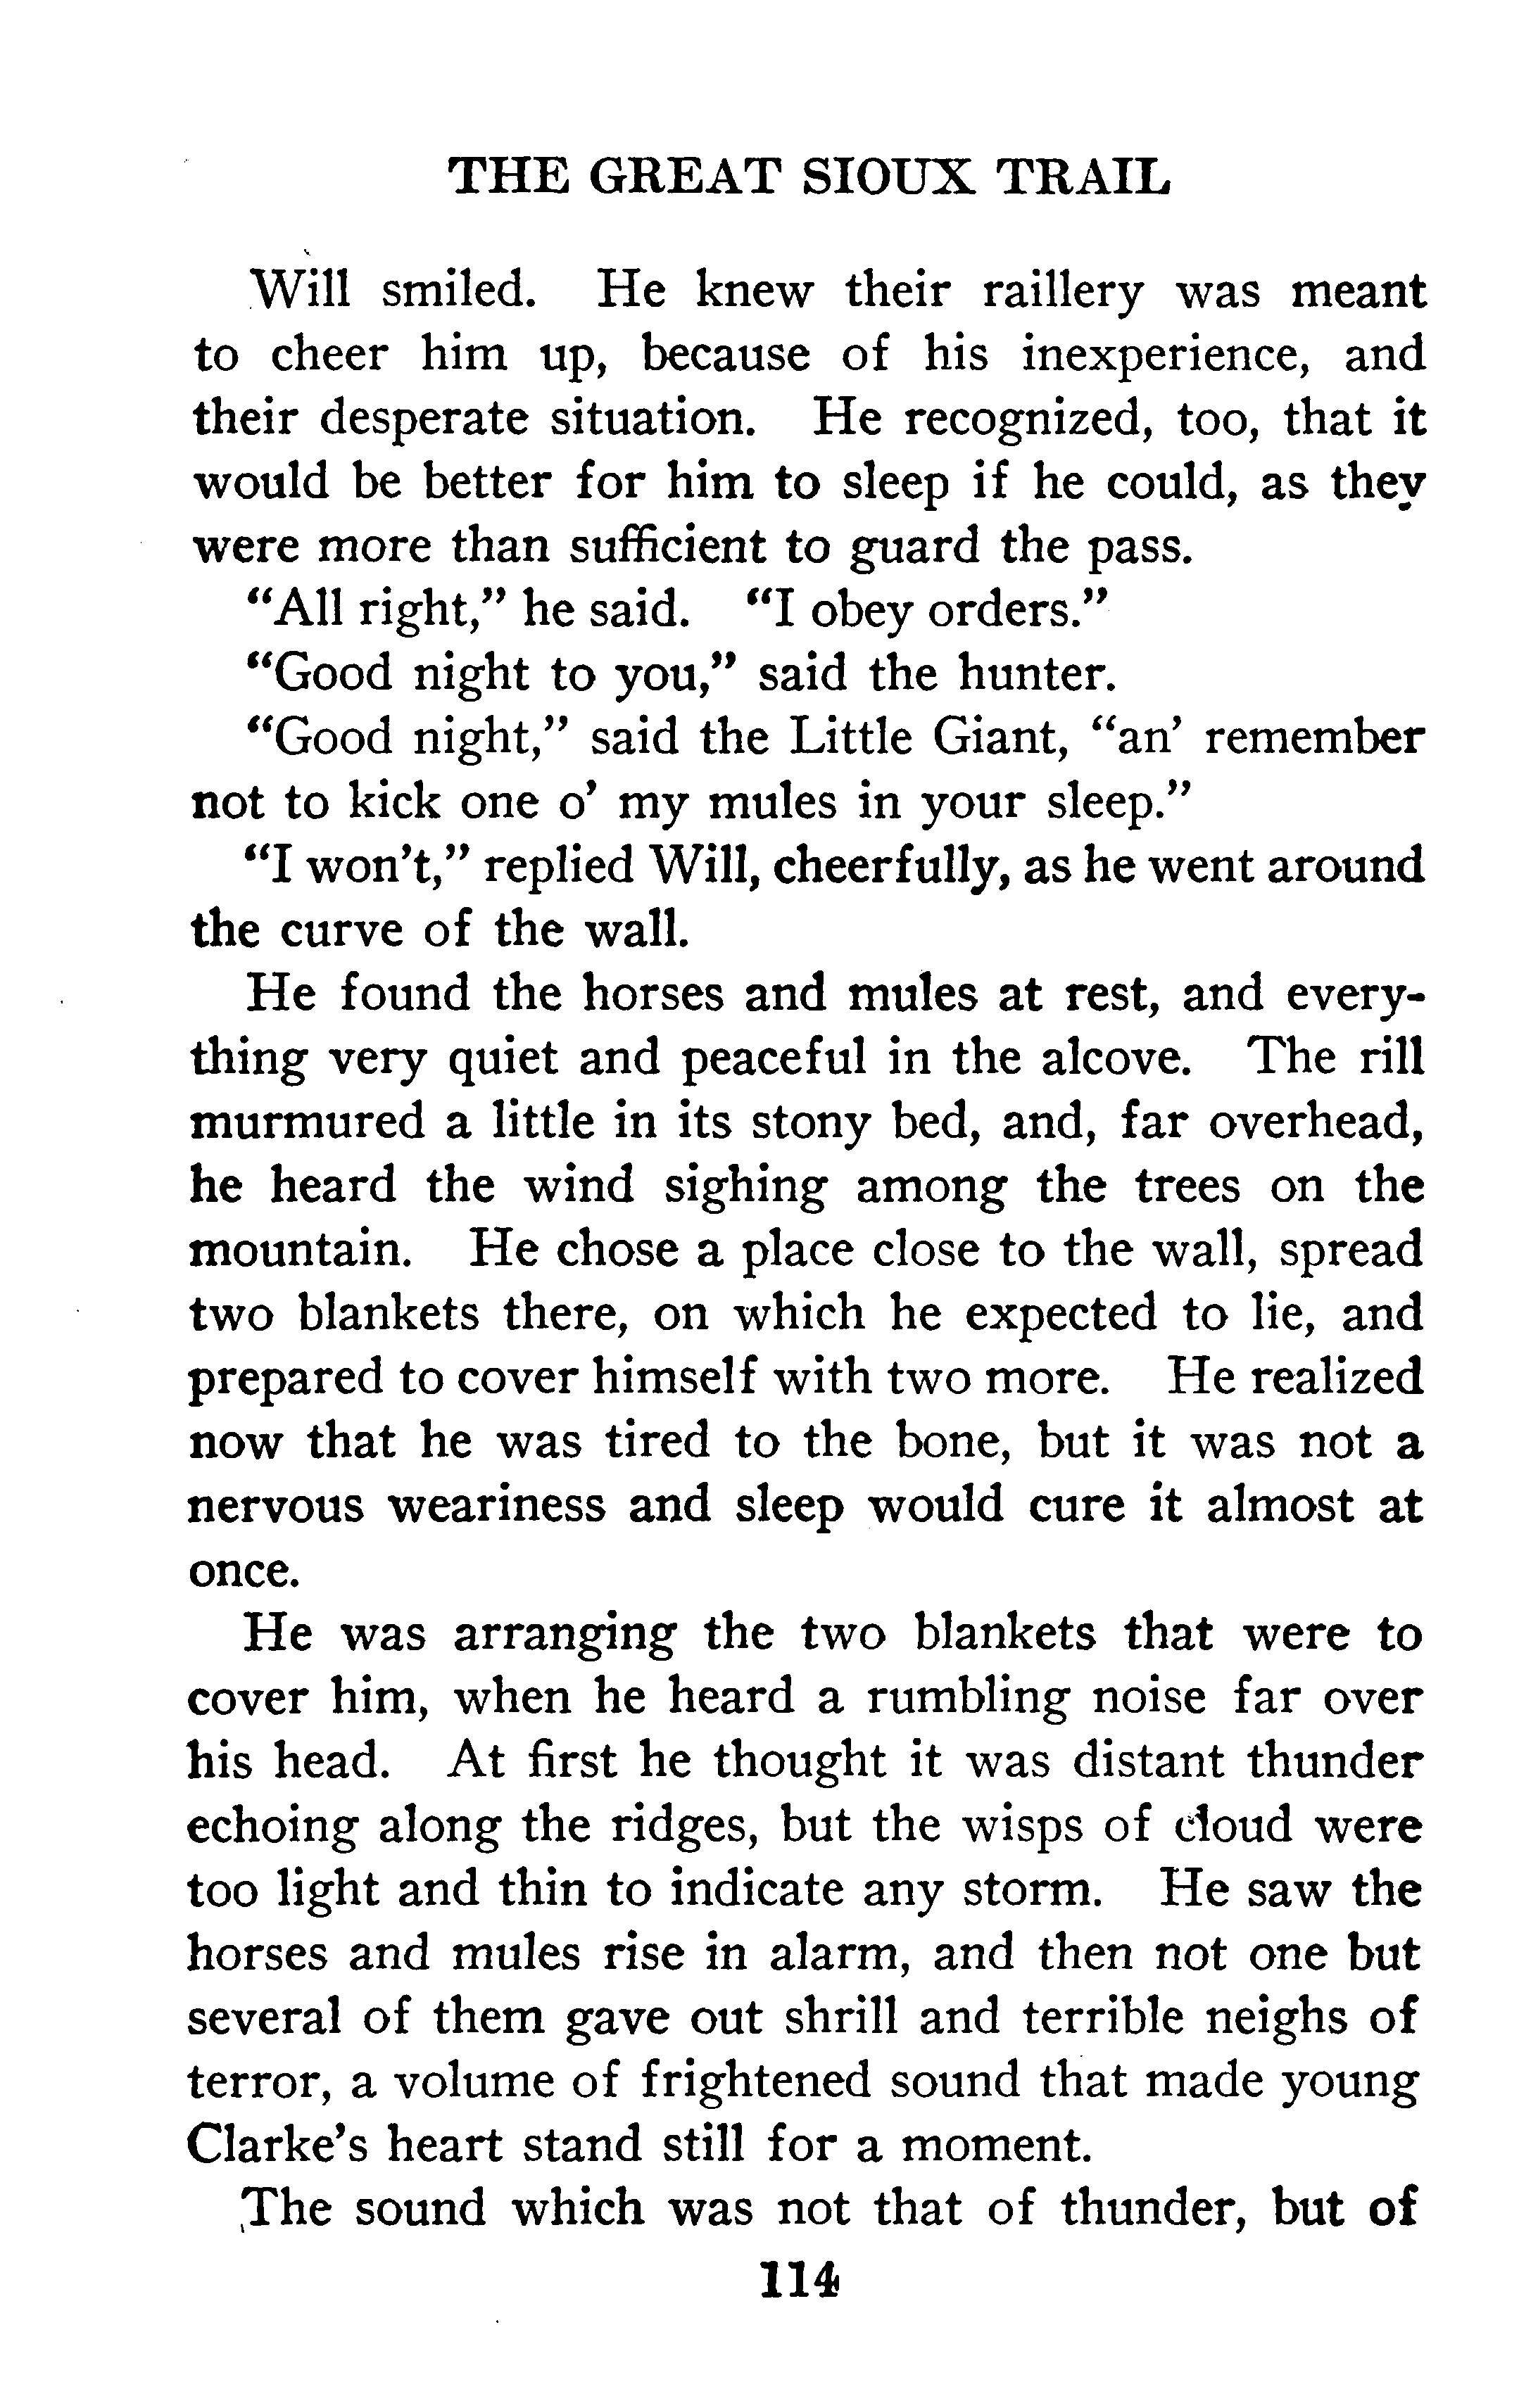 THE GREAT SIOUX TRAIL
Will smiled. He knew their raillery was meant
to cheer him up, because of his inexperience, and
their desperate situation. He recognized, too, that it
would be better for him to sleep if he could, as they
were more than sufficient to guard the pass.
"All right," he said. "I obey orders."
"Good night to you," said the hunter.
"Good night," said the Little Giant, "an' remember
not to kick one o' my mules in your sleep."
"I won't," replied Will, cheerfully, as he went around
the curve of the wall.
He found the horses and mules at rest, and every-
thing very quiet and peaceful in the alcove. The rill
murmured a little in its stony bed, and, far overhead,
he heard the wind sighing among the trees on the
mountain. He chose a place close to the wall, spread
two blankets there, on which he expected to lie, and
prepared to cover himself with two more. He realized
now that he was tired to the bone, but it was not a
nervous weariness and sleep would cure it almost at
once.
He was arranging the two blankets that were to
cover him, when he heard a rumbling noise far over
his head. At first he thought it was distant thunder
echoing along the ridges, but the wisps of cloud were
too light and thin to indicate any storm. He saw the
horses and mules rise in alarm, and then not one but
several of them gave out shrill and terrible neighs of
terror, a volume of frightened sound that made young
Clarke's heart stand still for a moment.
The sound which was not that of thunder, but of
114